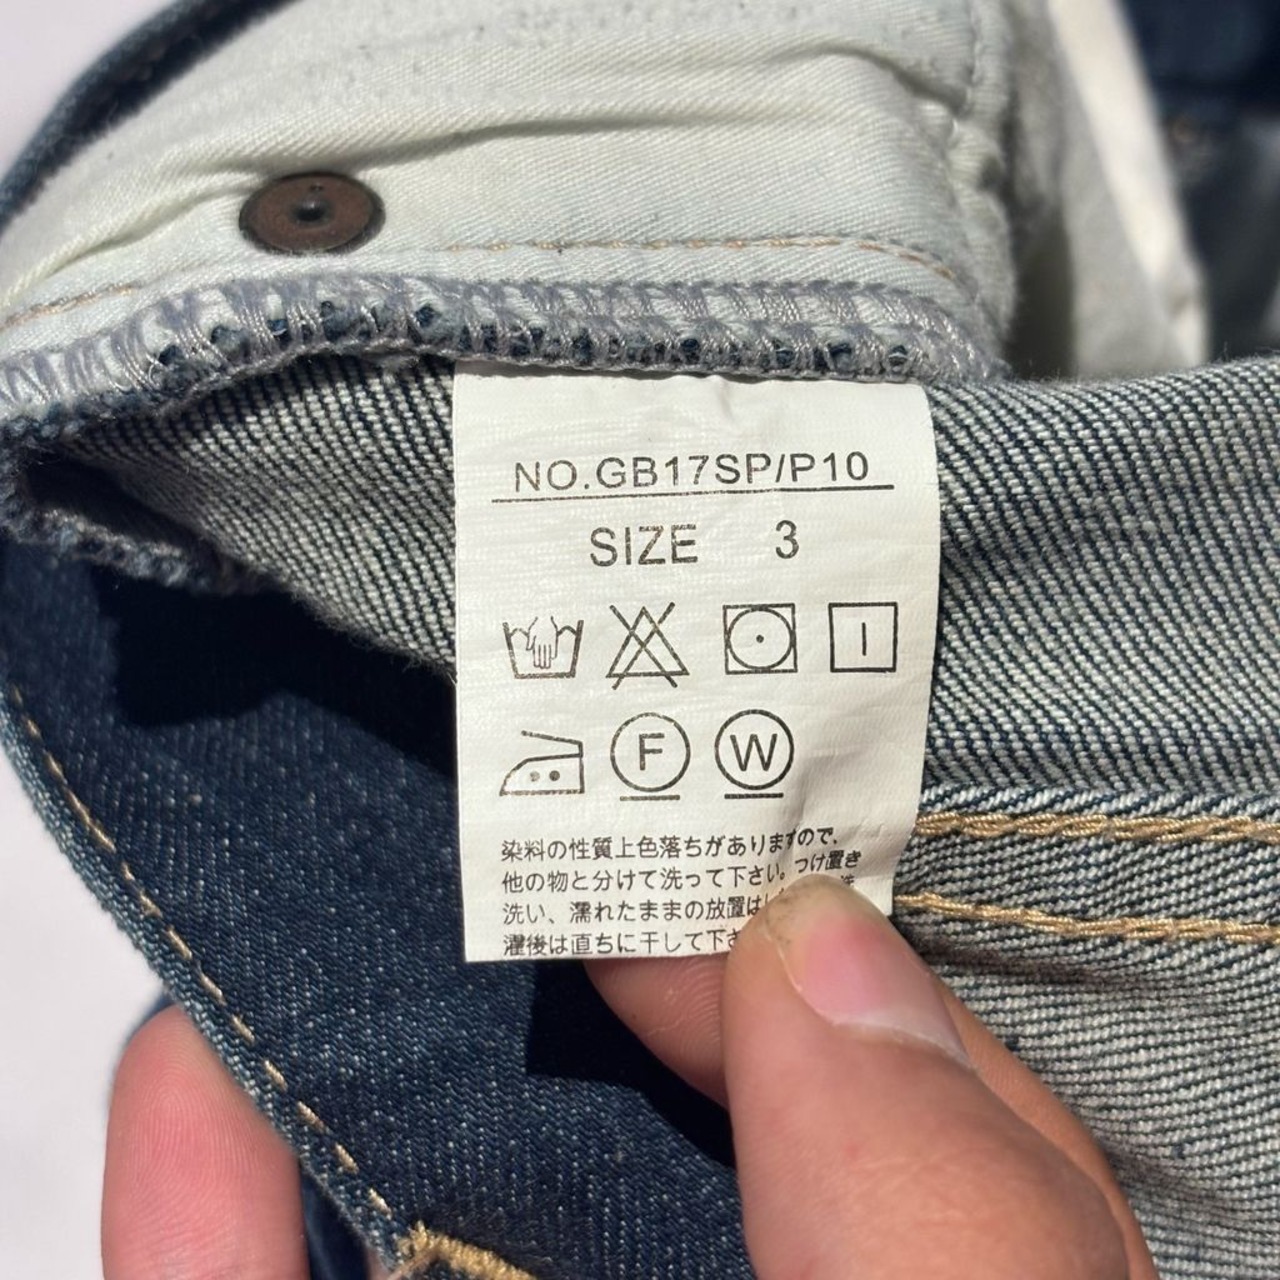 NO.GB17SP/P10
SIZE 3
F W
染料の性質上色落ちがありますので、
他の物と分けて洗って下さい。つけ置き
洗い、濡れたままの放置は
濯後は直ちに干して下